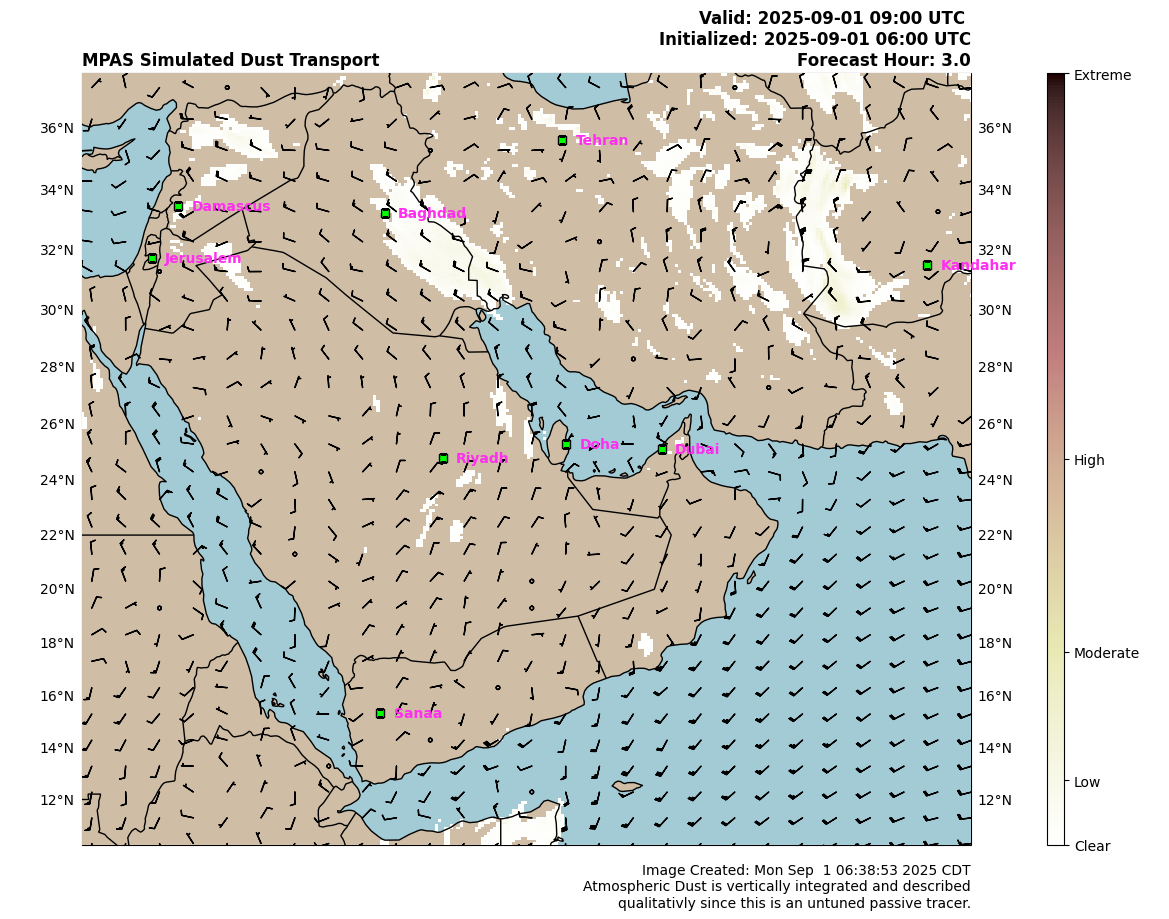 Valid: 2025-09-01 09:00 UTC
Initialized: 2025-09-01 06:00 UTC
MPAS Simulated Dust Transport Forecast Hour: 3.0
Extreme
36°N Tehran 36°N
34°N Damascus Baghdad 34°N
32°N Jerusalem Kandahar 32°N
30°N 30°N
28°N 28°N
26°N Doha Dubai 26°N
High
Riyadh
24°N 24°N
22°N 22°N
20°N 20°N
18°N 18°N
Moderate
16°N Sanaa 16°N
14°N 14°N
12°N 12°N
Low
Clear
Image Created: Mon Sep  1 06:38:53 2025 CDT
Atmospheric Dust is vertically integrated and described
qualitativly since this is an untuned passive tracer.